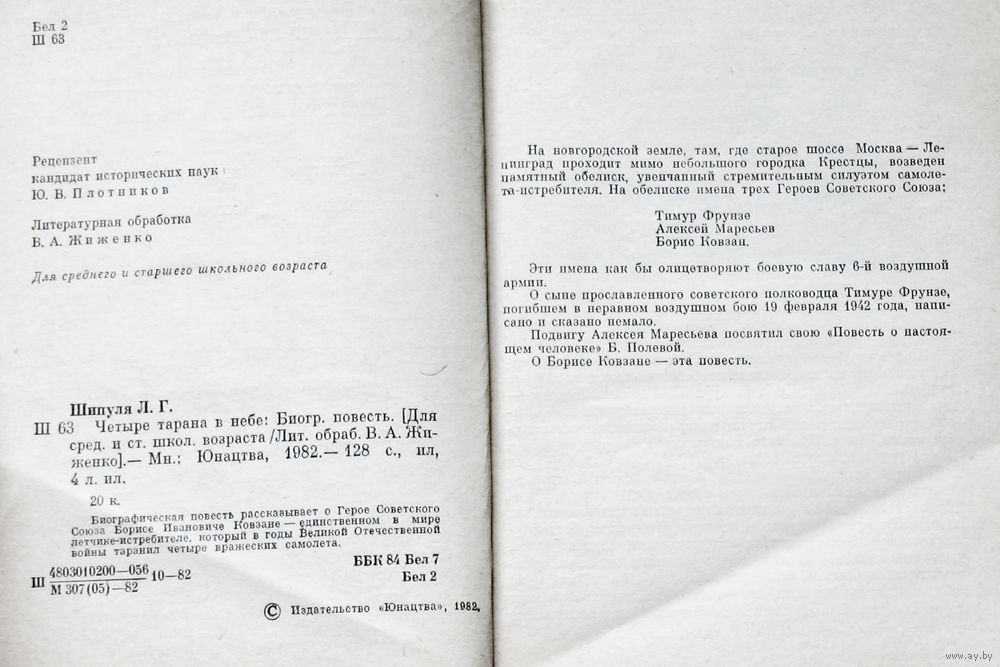 Бел 2
Ш 63
Рецензент
кандидат исторических наук
Ю. В. Плотников
Литературная обработка
В. А. Жиженко
Для среднего и старшего школьного возраста
Шипуля Л. Г.
Ш 63 Четыре тарана в небе: Биогр. повесть. [Для
сред. и ст. школ. возраста/Лит. обраб. В. А. Жи-
женко].— Мн.: Юнацтва, 1982.— 128 с., ил,
4 л. ил.
20 к.
Биографическая повесть рассказывает о Герое Советского
Союза Борисе Ивановиче Ковзане — единственном в мире
летчике-истребителе, который в годы Великой Отечественной
войны таранил четыре вражеских самолета.
Ш 4803010200—056 10—82
М 307(05)—82
ББК 84 Бел 7
Бел 2
© Издательство «Юнацтва», 1982.
На новгородской земле, там, где старое шоссе Москва — Ле-
нинград проходит мимо небольшого городка Крестцы, возведен
памятный обелиск, увенчанный стремительным силуэтом самоле-
та-истребителя. На обелиске имена трех Героев Советского Союза:
Тимур Фрунзе
Алексей Маресьев
Борис Ковзан.
Эти имена как бы олицетворяют боевую славу 6-й воздушной
армии.
О сыне прославленного советского полководца Тимуре Фрунзе,
погибшем в неравном воздушном бою 19 февраля 1942 года, напи-
сано и сказано немало.
Подвигу Алексея Маресьева посвятил свою «Повесть о настоя-
щем человеке» Б. Полевой.
О Борисе Ковзане — эта повесть.
www.ay.by